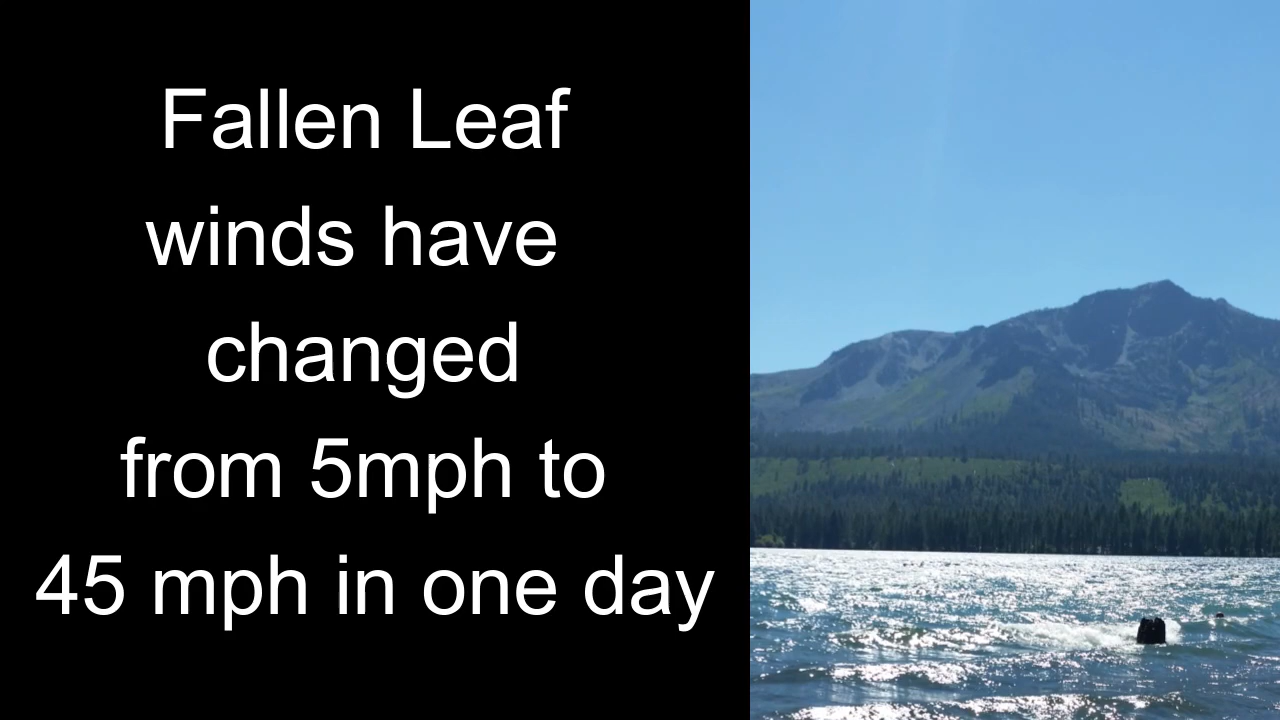 Fallen Leaf
winds have
changed
from 5mph to
45 mph in one day